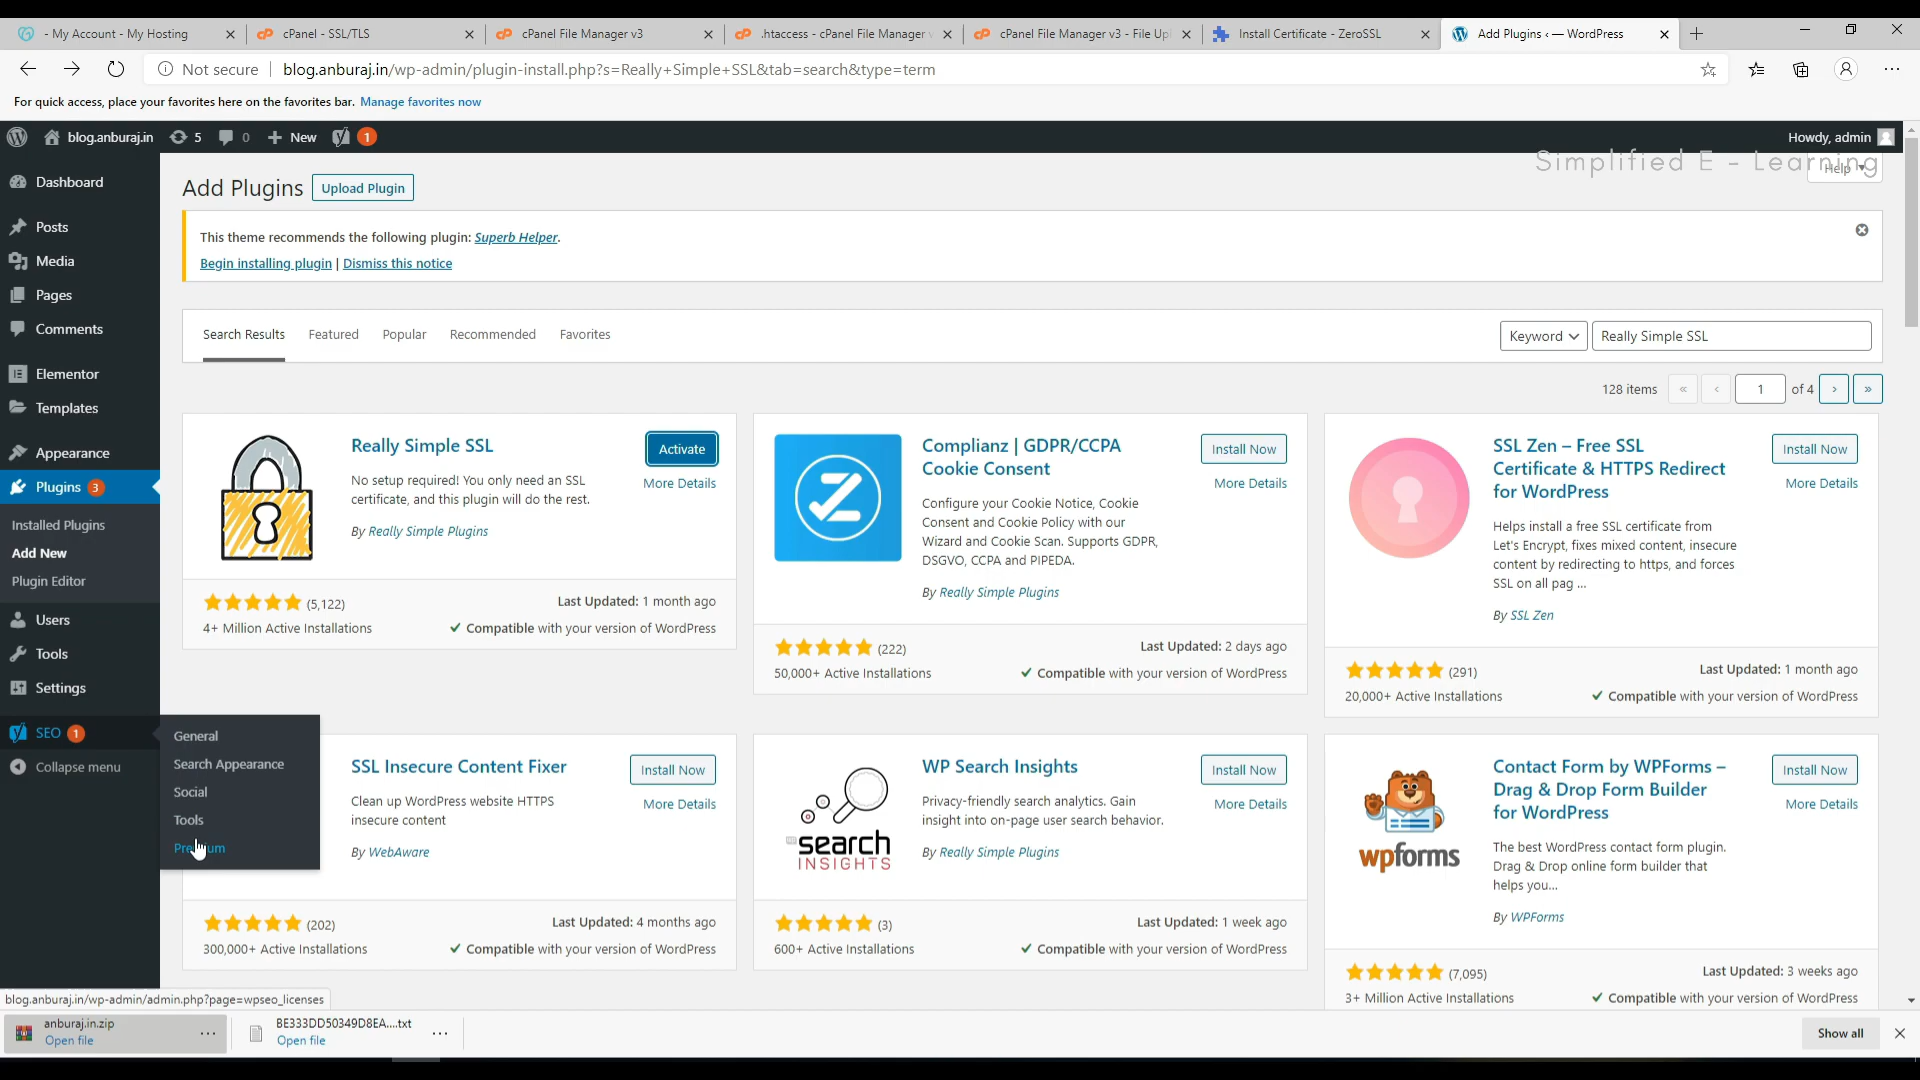 - My Account - My Hosting
cPanel - SSL/TLS
cPanel File Manager v3
.htaccess - cPanel File Manager v
cPanel File Manager v3 - File Upl
Install Certificate - ZeroSSL
Add Plugins ‹ — WordPress
Not secure
blog.anburaj.in/wp-admin/plugin-install.php?s=Really+Simple+SSL&tab=search&type=term
For quick access, place your favorites here on the favorites bar. Manage favorites now
blog.anburaj.in 5 0 + New 1
Howdy, admin
Simplified E - Learning
Help
Dashboard
Posts
Media
Pages
Comments
Elementor
Templates
Appearance
Plugins 3
Installed Plugins
Add New
Plugin Editor
Users
Tools
Settings
SEO 1
Collapse menu
General
Search Appearance
Social
Tools
Premium
Add Plugins Upload Plugin
This theme recommends the following plugin: Superb Helper.
Begin installing plugin | Dismiss this notice
Search Results Featured Popular Recommended Favorites
Keyword Really Simple SSL
128 items « ‹ 1 of 4 › »
Really Simple SSL
Activate
More Details
No setup required! You only need an SSL
certificate, and this plugin will do the rest.
By Really Simple Plugins
(5,122)
Last Updated: 1 month ago
4+ Million Active Installations
✓ Compatible with your version of WordPress
Complianz | GDPR/CCPA
Cookie Consent
Install Now
More Details
Configure your Cookie Notice, Cookie
Consent and Cookie Policy with our
Wizard and Cookie Scan. Supports GDPR,
DSGVO, CCPA and PIPEDA.
By Really Simple Plugins
(222)
Last Updated: 2 days ago
50,000+ Active Installations
✓ Compatible with your version of WordPress
SSL Zen – Free SSL
Certificate & HTTPS Redirect
for WordPress
Install Now
More Details
Helps install a free SSL certificate from
Let's Encrypt, fixes mixed content, insecure
content by redirecting to https, and forces
SSL on all pag ...
By SSL Zen
(291)
Last Updated: 1 month ago
20,000+ Active Installations
✓ Compatible with your version of WordPress
SSL Insecure Content Fixer
Install Now
More Details
Clean up WordPress website HTTPS
insecure content
By WebAware
(202)
Last Updated: 4 months ago
300,000+ Active Installations
✓ Compatible with your version of WordPress
search
INSIGHTS
WP Search Insights
Install Now
More Details
Privacy-friendly search analytics. Gain
insight into on-page user search behavior.
By Really Simple Plugins
(3)
Last Updated: 1 week ago
600+ Active Installations
✓ Compatible with your version of WordPress
wpforms
Contact Form by WPForms –
Drag & Drop Form Builder
for WordPress
Install Now
More Details
The best WordPress contact form plugin.
Drag & Drop online form builder that
helps you...
By WPForms
(7,095)
Last Updated: 3 weeks ago
3+ Million Active Installations
✓ Compatible with your version of WordPress
blog.anburaj.in/wp-admin/admin.php?page=wpseo_licenses
anburaj.in.zip
Open file
BE333DD50349D8EA....txt
Open file
Show all